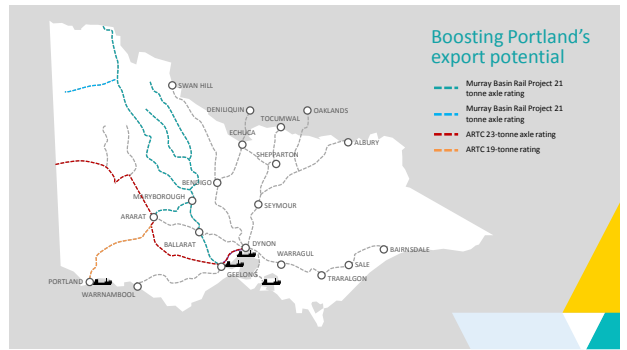 Boosting Portland's
export potential
Murray Basin Rail Project 21
tonne axle rating
Murray Basin Rail Project 21
tonne axle rating
ARTC 23-tonne axle rating
ARTC 19-tonne rating
SWAN HILL
DENILIQUIN
OAKLANDS
TOCUMWAL
ECHUCA
ALBURY
SHEPPARTON
BENDIGO
MARYBOROUGH
SEYMOUR
ARARAT
BALLARAT
DYNON
BAIRNSDALE
WARRAGUL
SALE
GEELONG
TRARALGON
PORTLAND
WARRNAMBOOL